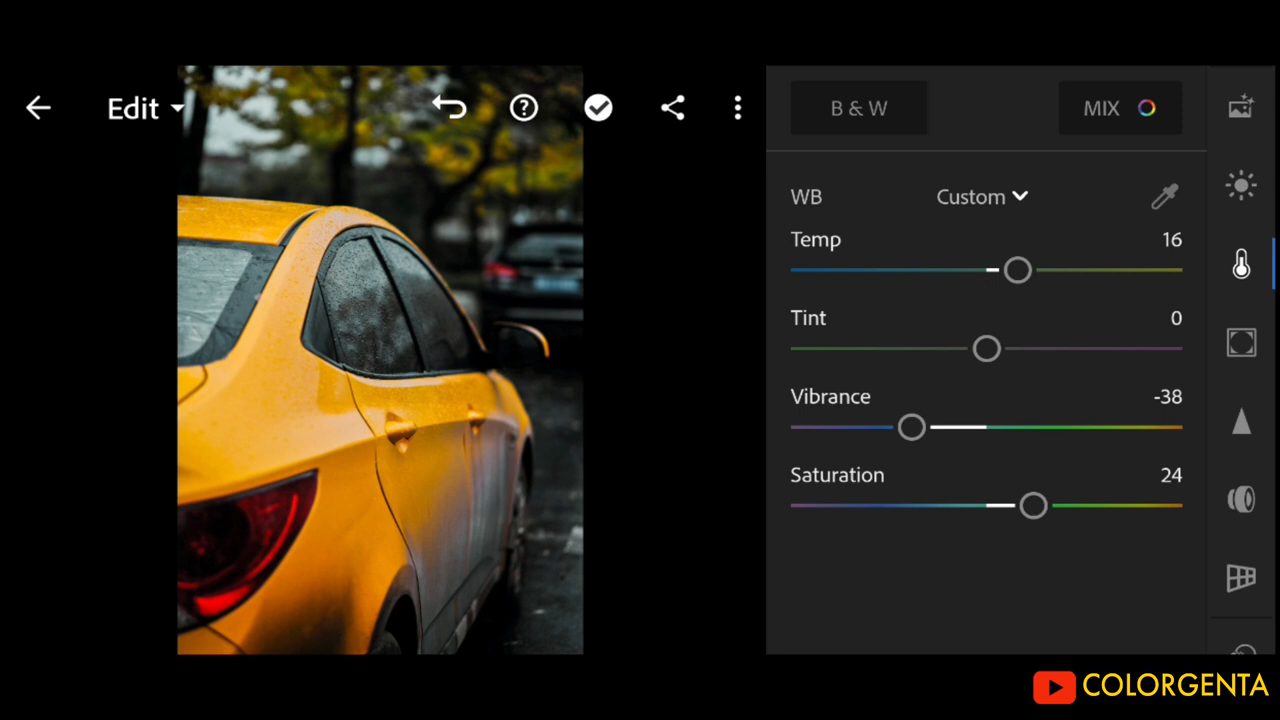 Edit
B & W
MIX
WB
Custom
Temp
16
Tint
0
Vibrance
-38
Saturation
24
COLORGENTA